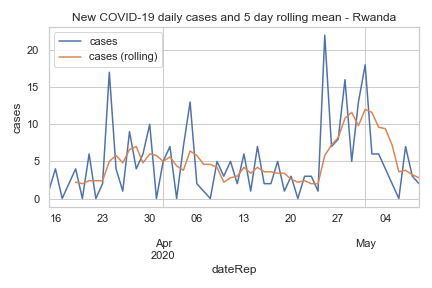 New COVID-19 daily cases and 5 day rolling mean - Rwanda
cases
cases (rolling)
cases
20
15
10
5
0
16 23 30 06 13 20 27 04
Apr May
2020
dateRep